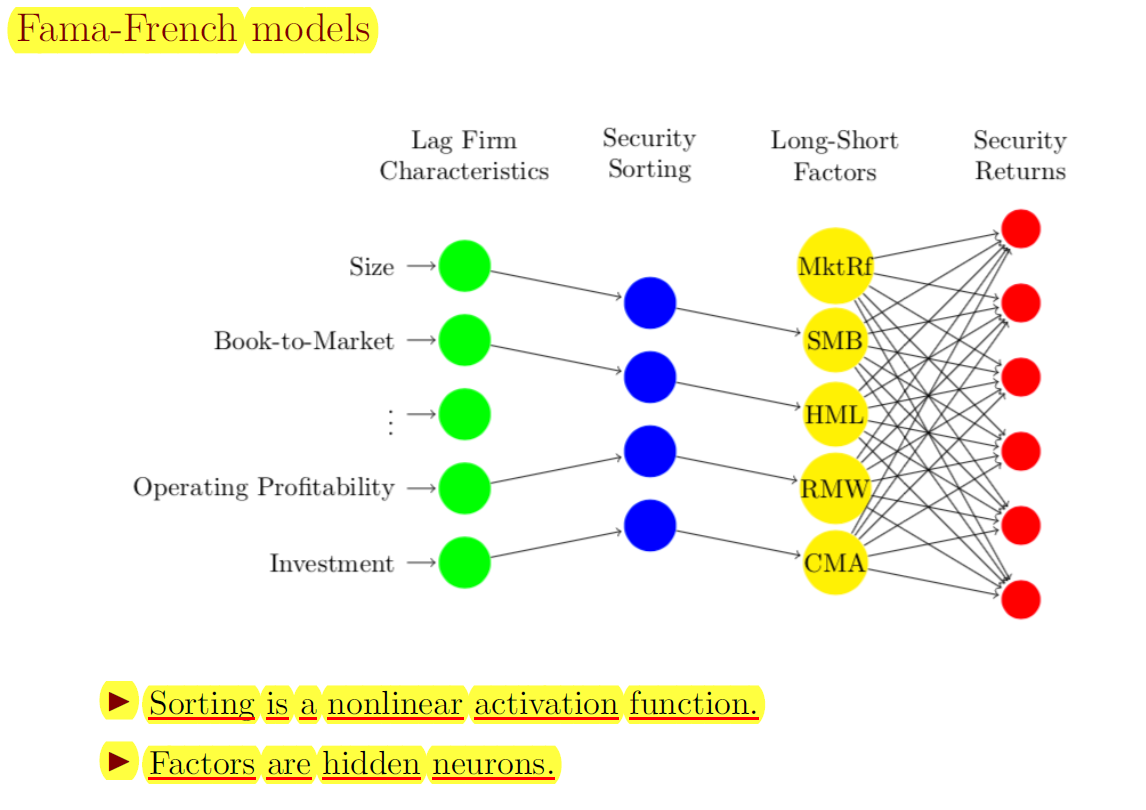 Fama-French models
Lag Firm
Characteristics
Security
Sorting
Long-Short
Factors
Security
Returns
Size
Book-to-Market
⋮
Operating Profitability
Investment
MktRf
SMB
HML
RMW
CMA
► Sorting is a nonlinear activation function.
► Factors are hidden neurons.